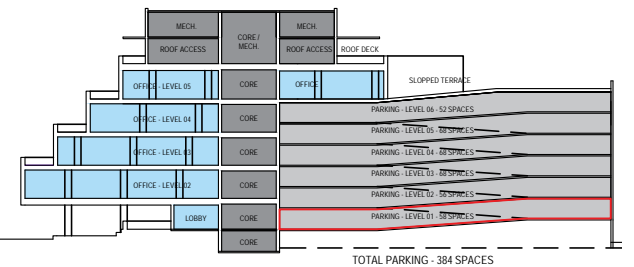 MECH.
MECH.
CORE /
MECH.
ROOF ACCESS
ROOF ACCESS
ROOF DECK
SLOPPED TERRACE
OFFICE - LEVEL 05
CORE
OFFICE
PARKING - LEVEL 06 - 52 SPACES
OFFICE - LEVEL 04
CORE
PARKING - LEVEL 05 - 68 SPACES
OFFICE - LEVEL 03
CORE
PARKING - LEVEL 04 - 68 SPACES
PARKING - LEVEL 03 - 68 SPACES
OFFICE - LEVEL 02
CORE
PARKING - LEVEL 02 - 56 SPACES
LOBBY
CORE
PARKING - LEVEL 01 - 58 SPACES
CORE
TOTAL PARKING - 384 SPACES